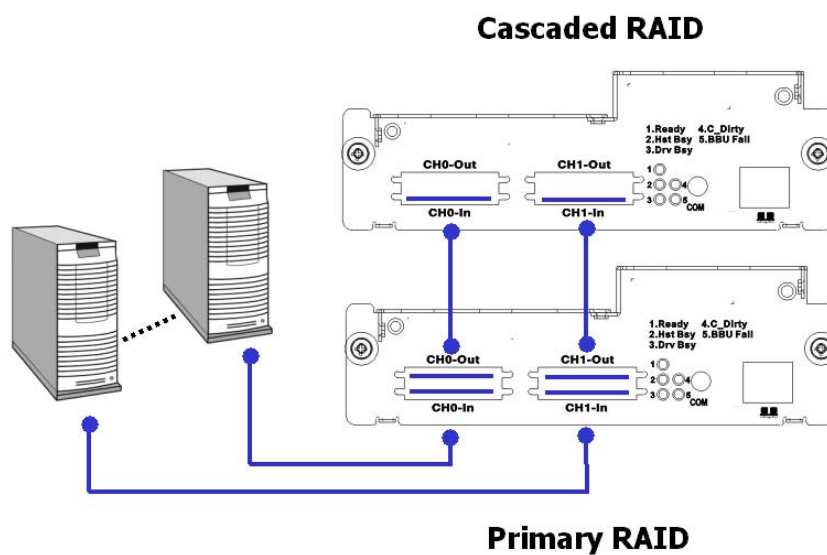 Cascaded RAID
1.Ready 4.C_Dirty
2.Hst Bsy 5.BBU Fail
3.Drv Bsy
CH0-Out CH1-Out
1
2 4
3 5
COM
CH0-In CH1-In
1.Ready 4.C_Dirty
2.Hst Bsy 5.BBU Fail
3.Drv Bsy
CH0-Out CH1-Out
1
2 4
3 5
COM
CH0-In CH1-In
Primary RAID